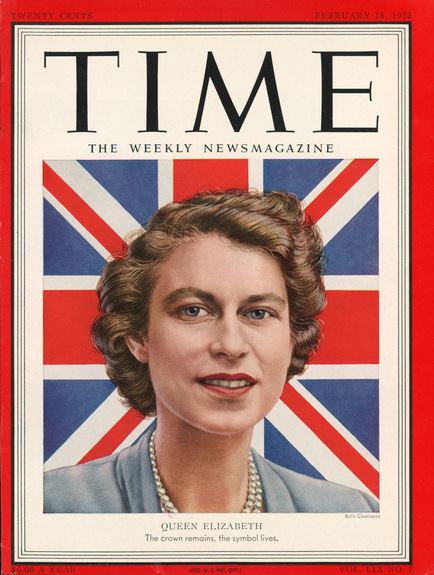 TWENTY CENTS FEBRUARY 18, 1952
TIME
THE WEEKLY NEWSMAGAZINE
Boris Chaliapin
QUEEN ELIZABETH
The crown remains, the symbol lives.
$6.00 A YEAR (REG. U. S. PAT. OFF.) VOL. LIX NO. 7